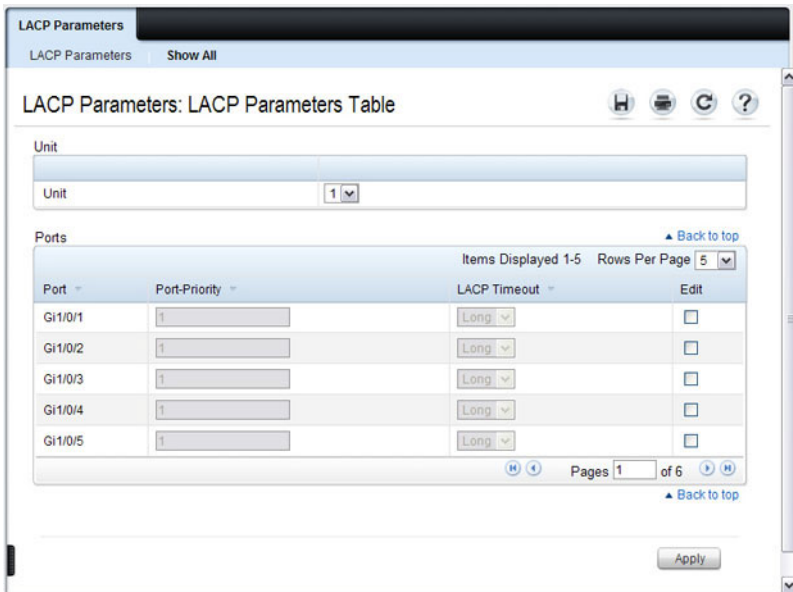 LACP Parameters
LACP Parameters Show All
LACP Parameters: LACP Parameters Table
Unit
Unit 1
Ports Back to top
Items Displayed 1-5 Rows Per Page 5
Port Port-Priority LACP Timeout Edit
Gi1/0/1 1 Long
Gi1/0/2 1 Long
Gi1/0/3 1 Long
Gi1/0/4 1 Long
Gi1/0/5 1 Long
Pages 1 of 6
Back to top
Apply